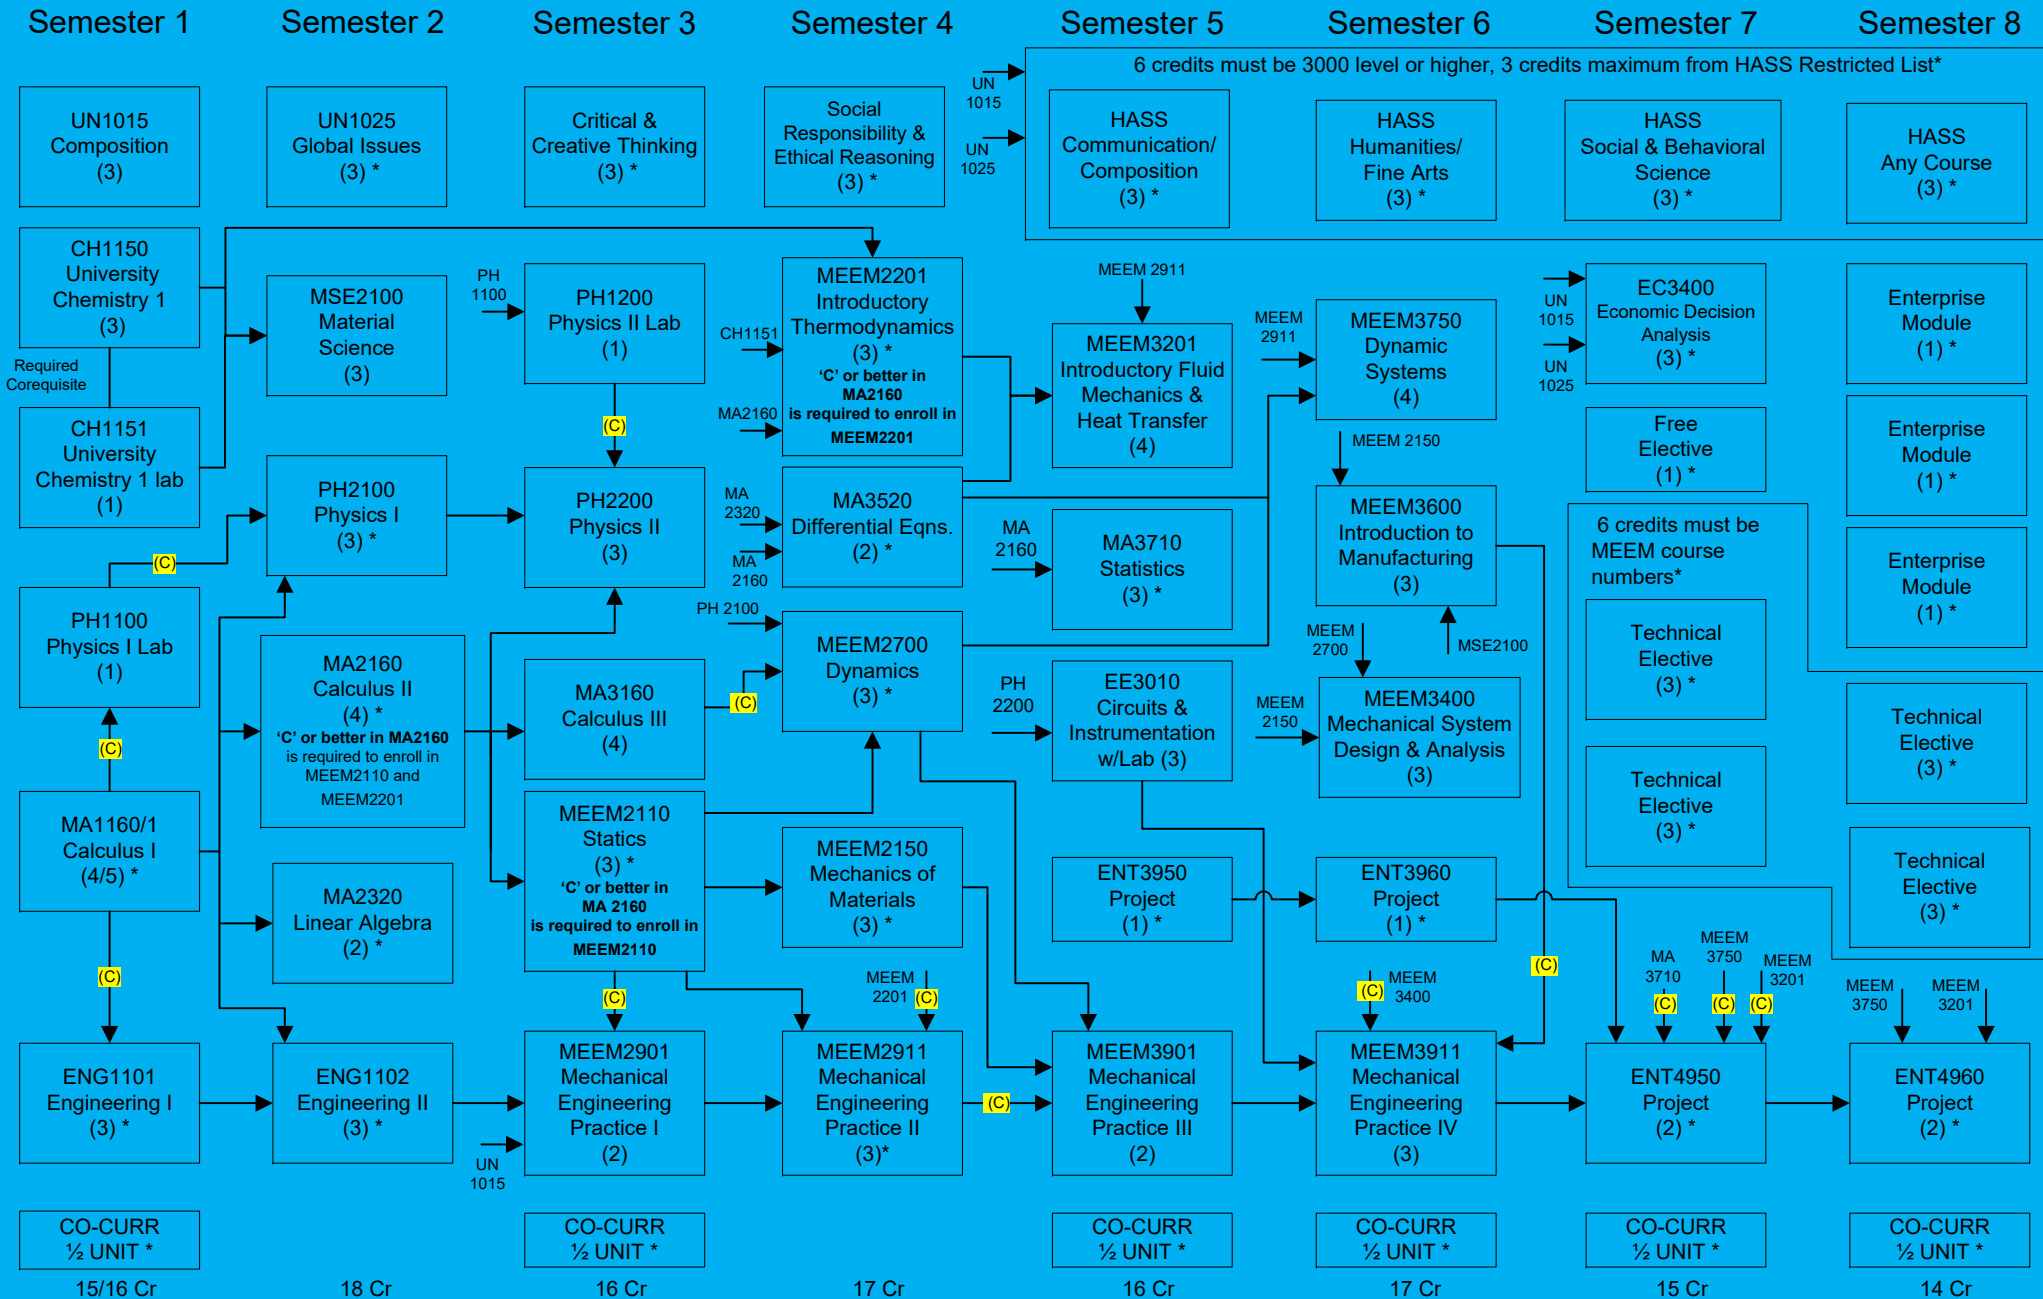 Semester 1
Semester 2
Semester 3
Semester 4
Semester 5
Semester 6
Semester 7
Semester 8
6 credits must be 3000 level or higher, 3 credits maximum from HASS Restricted List*
UN
1015
UN
1025
UN1015
Composition
(3)
UN1025
Global Issues
(3) *
Critical &
Creative Thinking
(3) *
Social
Responsibility &
Ethical Reasoning
(3) *
HASS
Communication/
Composition
(3) *
HASS
Humanities/
Fine Arts
(3) *
HASS
Social & Behavioral
Science
(3) *
HASS
Any Course
(3) *
CH1150
University
Chemistry 1
(3)
Required
Corequisite
CH1151
University
Chemistry 1 lab
(1)
(C)
PH1100
Physics I Lab
(1)
(C)
MA1160/1
Calculus I
(4/5) *
(C)
ENG1101
Engineering I
(3) *
CO-CURR
½ UNIT *
15/16 Cr
MSE2100
Material
Science
(3)
PH2100
Physics I
(3) *
MA2160
Calculus II
(4) *
‘C’ or better in MA2160
is required to enroll in
MEEM2110 and
MEEM2201
MA2320
Linear Algebra
(2) *
ENG1102
Engineering II
(3) *
18 Cr
PH
1100
PH1200
Physics II Lab
(1)
(C)
PH2200
Physics II
(3)
MA3160
Calculus III
(4)
(C)
MEEM2110
Statics
(3) *
‘C’ or better in
MA 2160
is required to enroll in
MEEM2110
(C)
MEEM2901
Mechanical
Engineering
Practice I
(2)
UN
1015
CO-CURR
½ UNIT *
16 Cr
CH1151
MA2160
MEEM2201
Introductory
Thermodynamics
(3) *
‘C’ or better in
MA2160
is required to enroll in
MEEM2201
MA
2320
MA
2160
MA3520
Differential Eqns.
(2) *
PH 2100
MEEM2700
Dynamics
(3) *
MEEM2150
Mechanics of
Materials
(3) *
MEEM
2201
(C)
MEEM2911
Mechanical
Engineering
Practice II
(3)*
(C)
17 Cr
MEEM 2911
MEEM3201
Introductory Fluid
Mechanics &
Heat Transfer
(4)
MA
2160
MA3710
Statistics
(3) *
PH
2200
EE3010
Circuits &
Instrumentation
w/Lab (3)
ENT3950
Project
(1) *
MEEM3901
Mechanical
Engineering
Practice III
(2)
CO-CURR
½ UNIT *
16 Cr
MEEM
2911
MEEM3750
Dynamic
Systems
(4)
MEEM 2150
MEEM3600
Introduction to
Manufacturing
(3)
MSE2100
MEEM
2700
MEEM
2150
MEEM3400
Mechanical System
Design & Analysis
(3)
ENT3960
Project
(1) *
(C)
MEEM
3400
(C)
MEEM3911
Mechanical
Engineering
Practice IV
(3)
CO-CURR
½ UNIT *
17 Cr
UN
1015
UN
1025
EC3400
Economic Decision
Analysis
(3) *
Free
Elective
(1) *
6 credits must be
MEEM course
numbers*
Technical
Elective
(3) *
Technical
Elective
(3) *
MA
3710
(C)
MEEM
3750
(C)
MEEM
3201
(C)
ENT4950
Project
(2) *
CO-CURR
½ UNIT *
15 Cr
Enterprise
Module
(1) *
Enterprise
Module
(1) *
Enterprise
Module
(1) *
Technical
Elective
(3) *
Technical
Elective
(3) *
MEEM
3750
MEEM
3201
ENT4960
Project
(2) *
CO-CURR
½ UNIT *
14 Cr